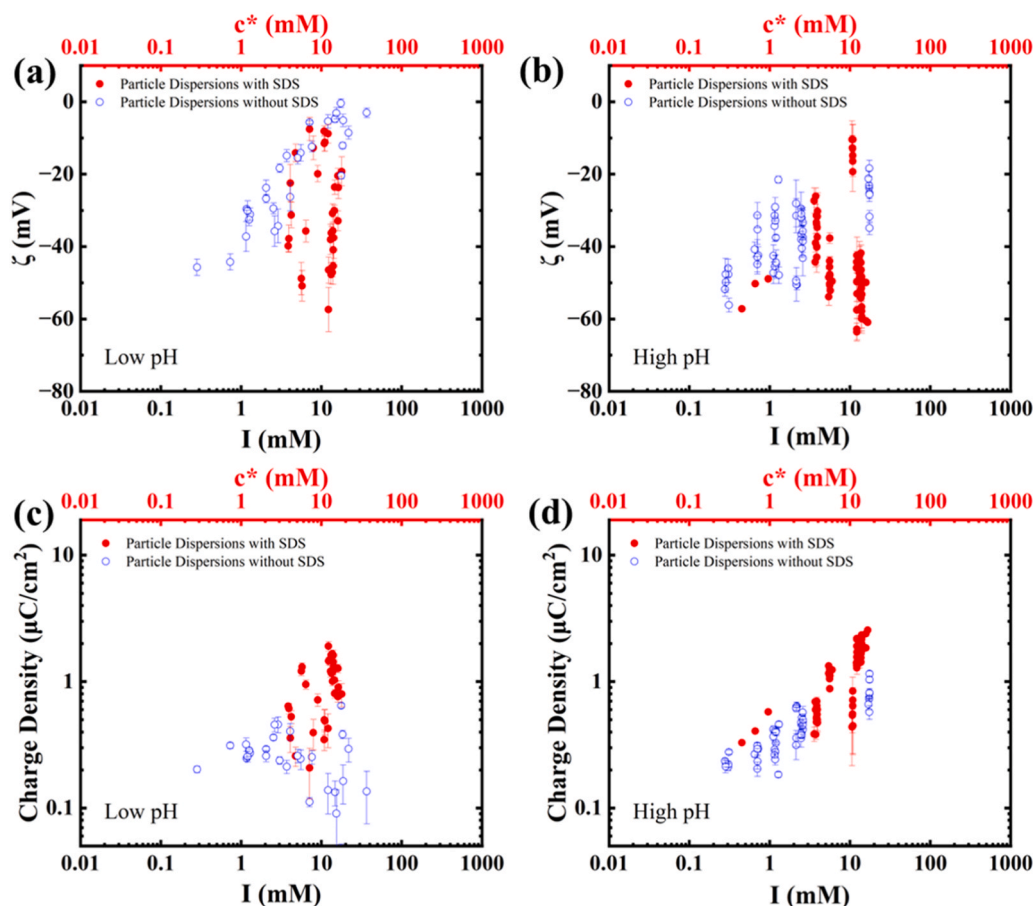 c* (mM)
0.01 0.1 1 10 100 1000
(a)
Particle Dispersions with SDS
Particle Dispersions without SDS
0
−20
−40
−60
−80
ζ (mV)
Low pH
0.01 0.1 1 10 100 1000
I (mM)
c* (mM)
0.01 0.1 1 10 100 1000
(b)
Particle Dispersions with SDS
Particle Dispersions without SDS
0
−20
−40
−60
−80
ζ (mV)
High pH
0.01 0.1 1 10 100 1000
I (mM)
c* (mM)
0.01 0.1 1 10 100 1000
(c)
Particle Dispersions with SDS
Particle Dispersions without SDS
10
1
0.1
Charge Density (μC/cm²)
Low pH
0.01 0.1 1 10 100 1000
I (mM)
c* (mM)
0.01 0.1 1 10 100 1000
(d)
Particle Dispersions with SDS
Particle Dispersions without SDS
10
1
0.1
Charge Density (μC/cm²)
High pH
0.01 0.1 1 10 100 1000
I (mM)